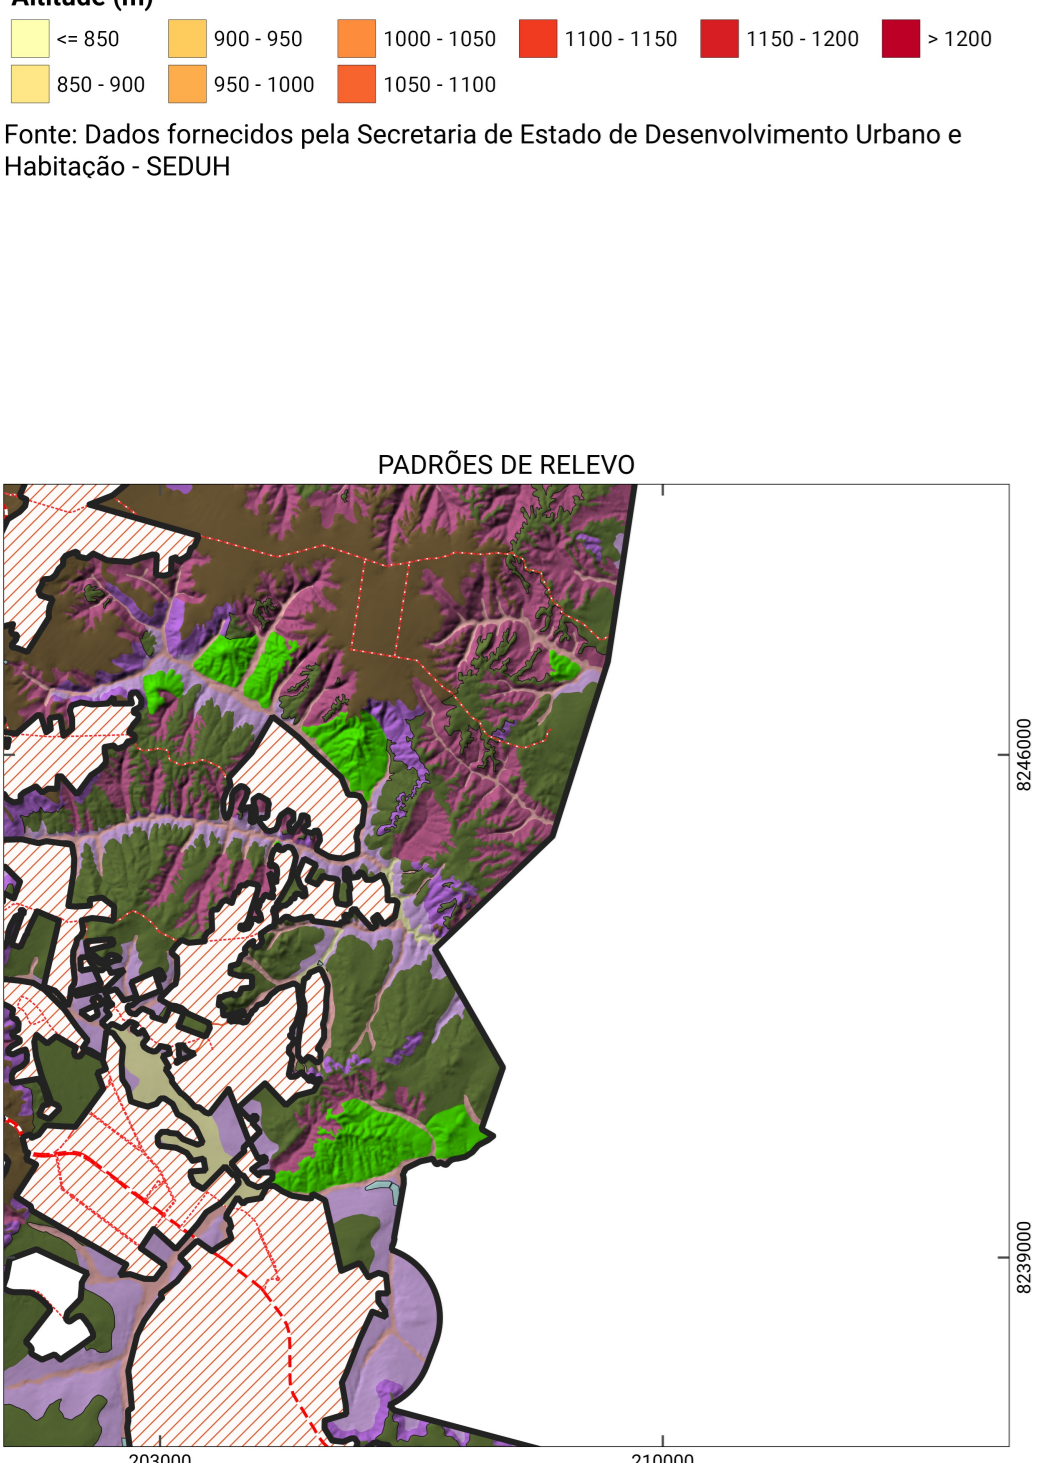 Altitude (m)
<= 850
900 - 950
1000 - 1050
1100 - 1150
1150 - 1200
> 1200
850 - 900
950 - 1000
1050 - 1100
Fonte: Dados fornecidos pela Secretaria de Estado de Desenvolvimento Urbano e
Habitação - SEDUH
PADRÕES DE RELEVO
8246000
8239000
203000
210000